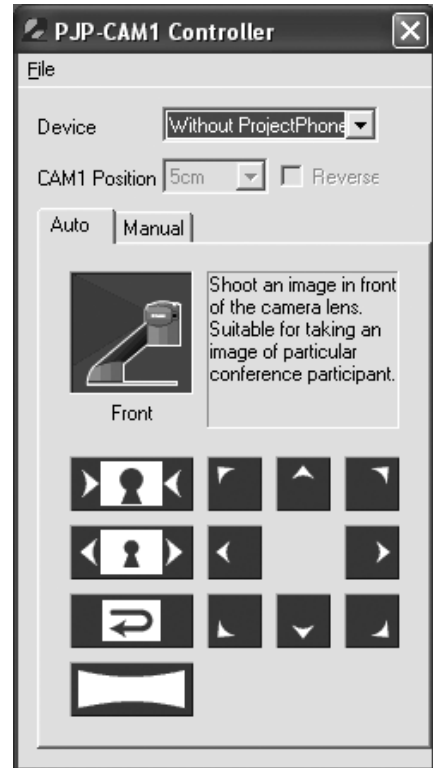 PJP-CAM1 Controller
File
Device Without ProjectPhone
CAM1 Position 5cm Reverse
Auto Manual
Shoot an image in front
of the camera lens.
Suitable for taking an
image of particular
conference participant.
Front